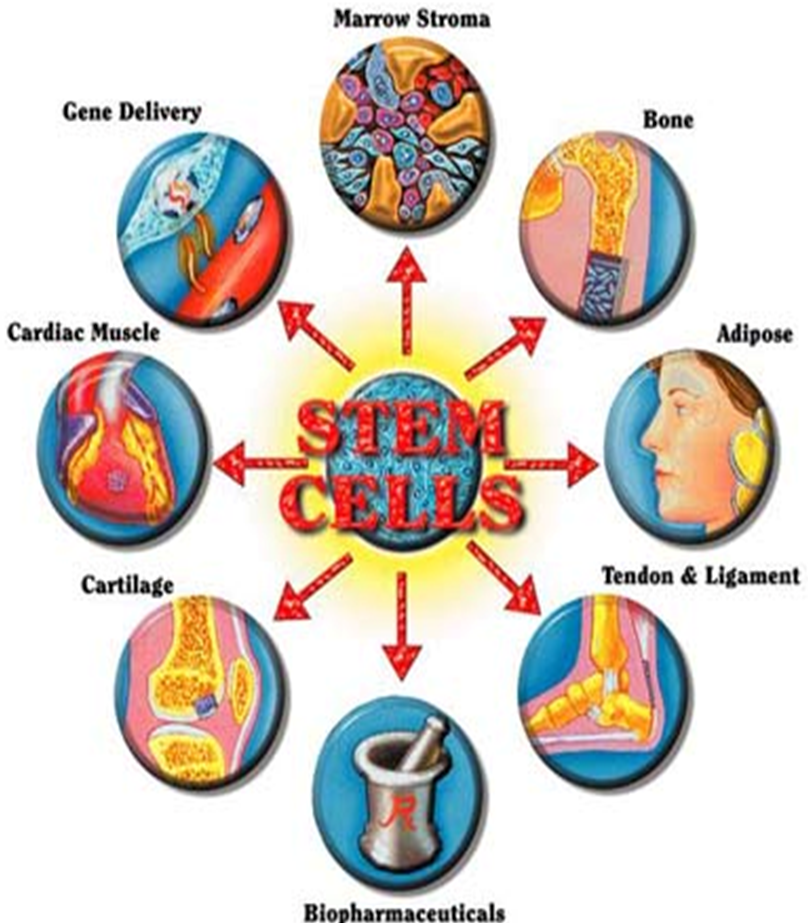 Marrow Stroma
Gene Delivery
Bone
Cardiac Muscle
Adipose
STEM
CELLS
Cartilage
Tendon & Ligament
R
Biopharmaceuticals